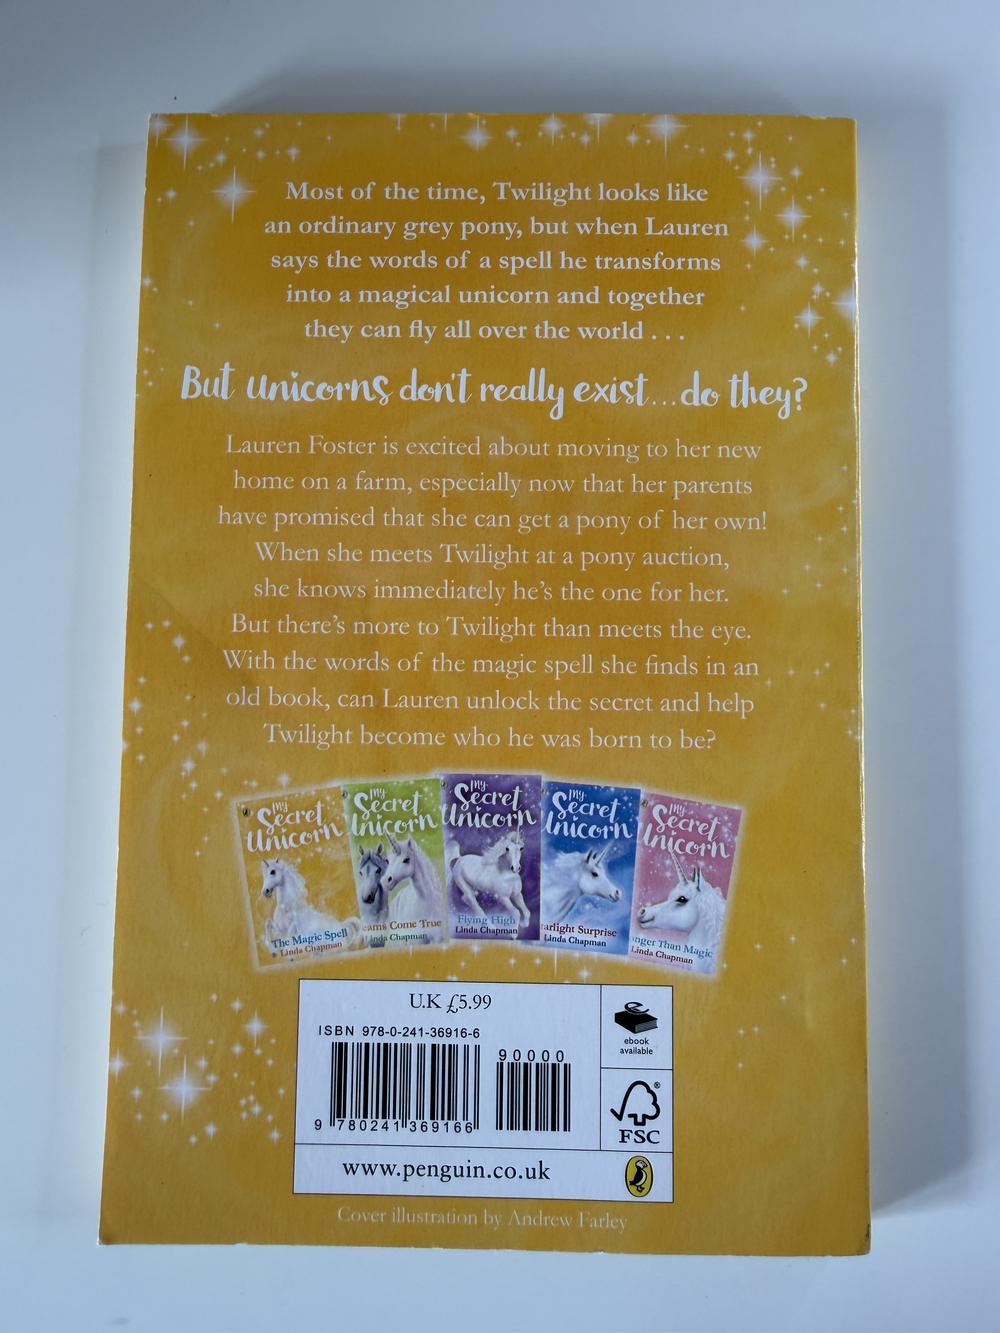 Most of the time, Twilight looks like
an ordinary grey pony, but when Lauren
says the words of a spell he transforms
into a magical unicorn and together
they can fly all over the world . . .
But unicorns don't really exist...do they?
Lauren Foster is excited about moving to her new
home on a farm, especially now that her parents
have promised that she can get a pony of her own!
When she meets Twilight at a pony auction,
she knows immediately he's the one for her.
But there's more to Twilight than meets the eye.
With the words of the magic spell she finds in an
old book, can Lauren unlock the secret and help
Twilight become who he was born to be?
My
Secret
Unicorn
The Magic Spell
Linda Chapman
My
Secret
Unicorn
eams Come True
Linda Chapman
My
Secret
Unicorn
Flying High
Linda Chapman
My
Secret
Unicorn
arlight Surprise
Linda Chapman
My
Secret
Unicorn
onger Than Magic
Linda Chapman
U.K £5.99
ISBN 978-0-241-36916-6
90000
9 780241 369166
e
ebook
available
®
FSC
www.penguin.co.uk
Cover illustration by Andrew Farley